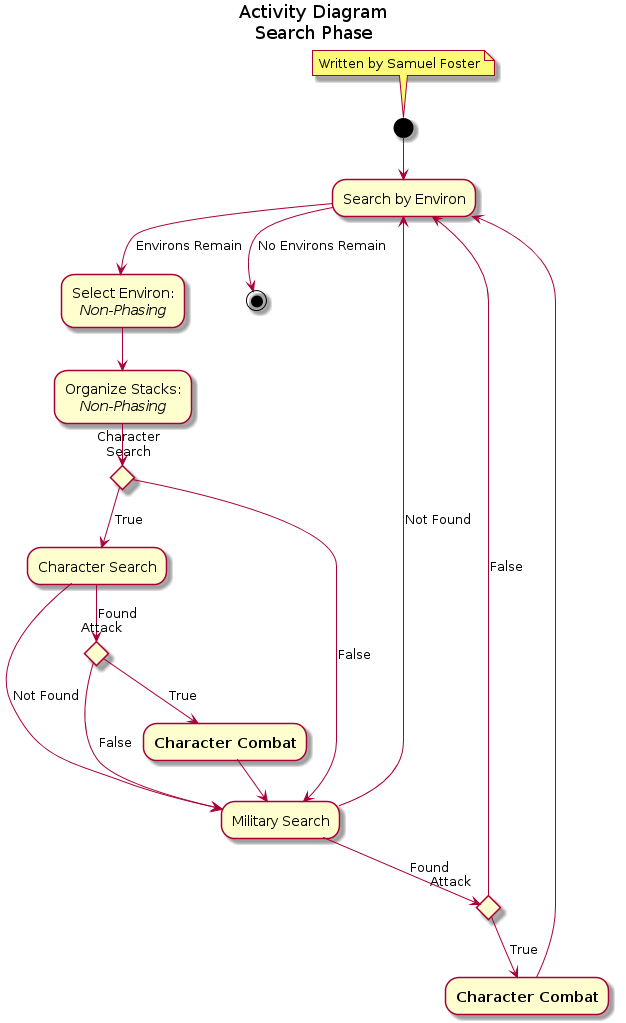 Activity Diagram
Search Phase
Written by Samuel Foster
Search by Environ
Environs Remain
No Environs Remain
Select Environ:
Non-Phasing
Organize Stacks:
Non-Phasing
Character
Search
True
Not Found
False
Character Search
Found
Attack
False
Not Found
True
False
Character Combat
Military Search
Found
Attack
True
Character Combat